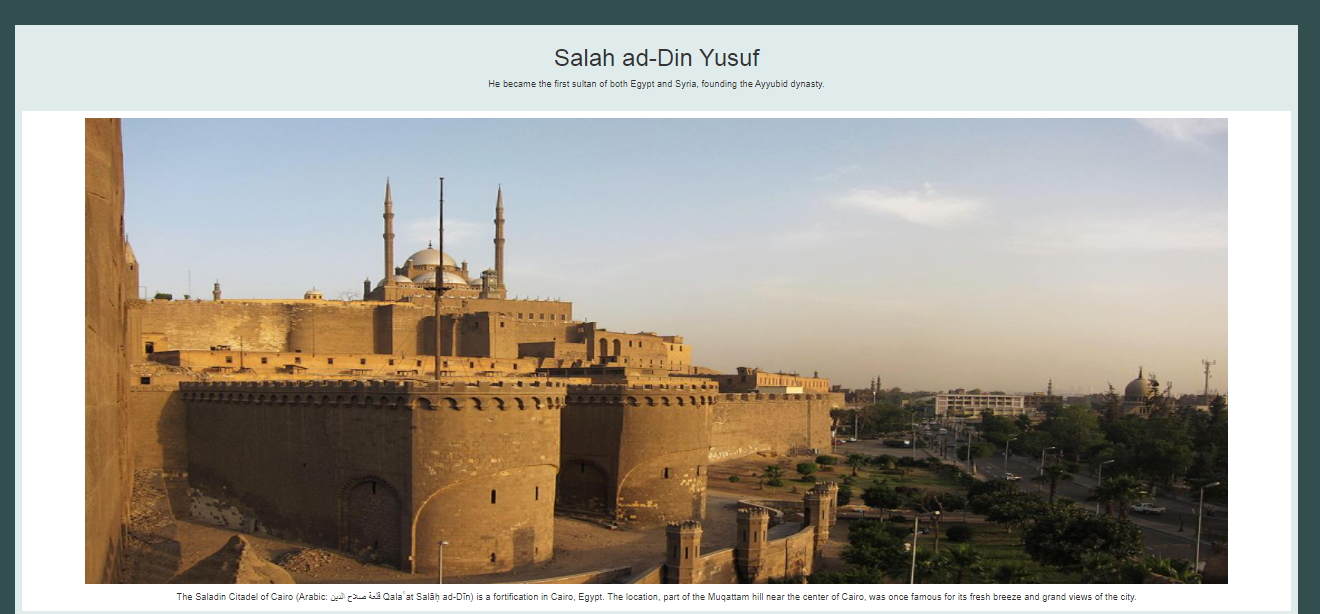 Salah ad-Din Yusuf
He became the first sultan of both Egypt and Syria, founding the Ayyubid dynasty.
The Saladin Citadel of Cairo (Arabic: قلعة صلاح الدين Qalaʿat Salāḥ ad-Dīn) is a fortification in Cairo, Egypt. The location, part of the Muqattam hill near the center of Cairo, was once famous for its fresh breeze and grand views of the city.